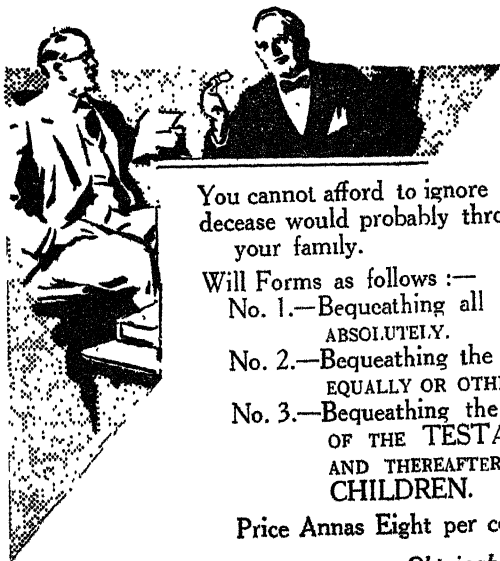 You cannot afford to ignore
decease would probably thro
your family.
Will Forms as follows :—
No. 1.—Bequeathing all
ABSOLUTELY.
No. 2.—Bequeathing the
EQUALLY OR OTH
No. 3.—Bequeathing the
OF THE TESTA
AND THEREAFTER
CHILDREN.
Price Annas Eight per c